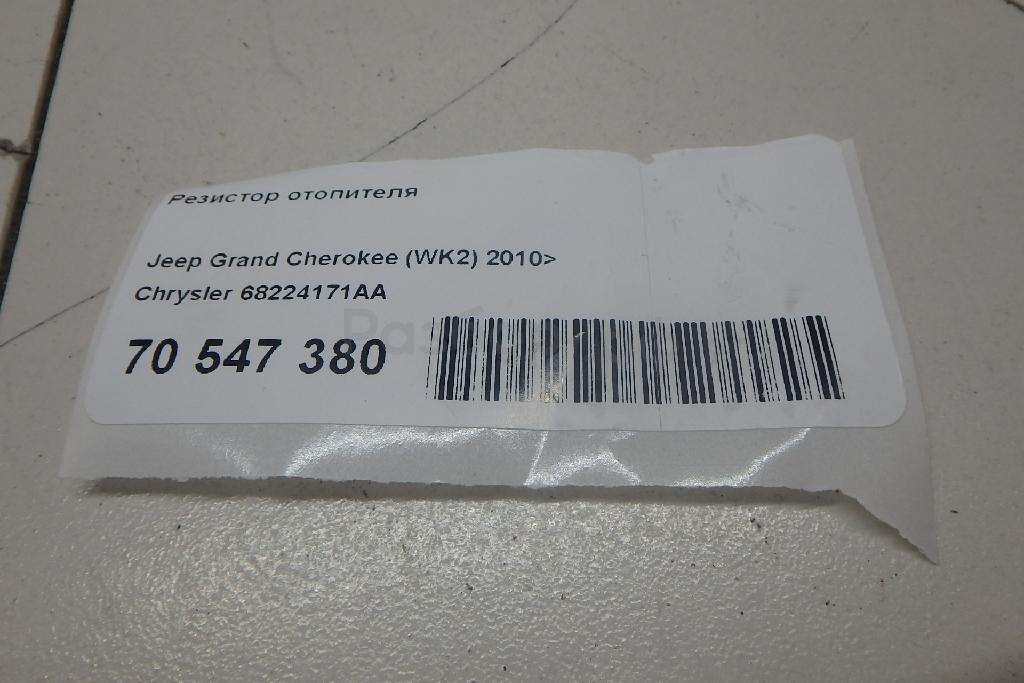 Резистор отопителя
Jeep Grand Cherokee (WK2) 2010>
Chrysler 68224171AA
70 547 380